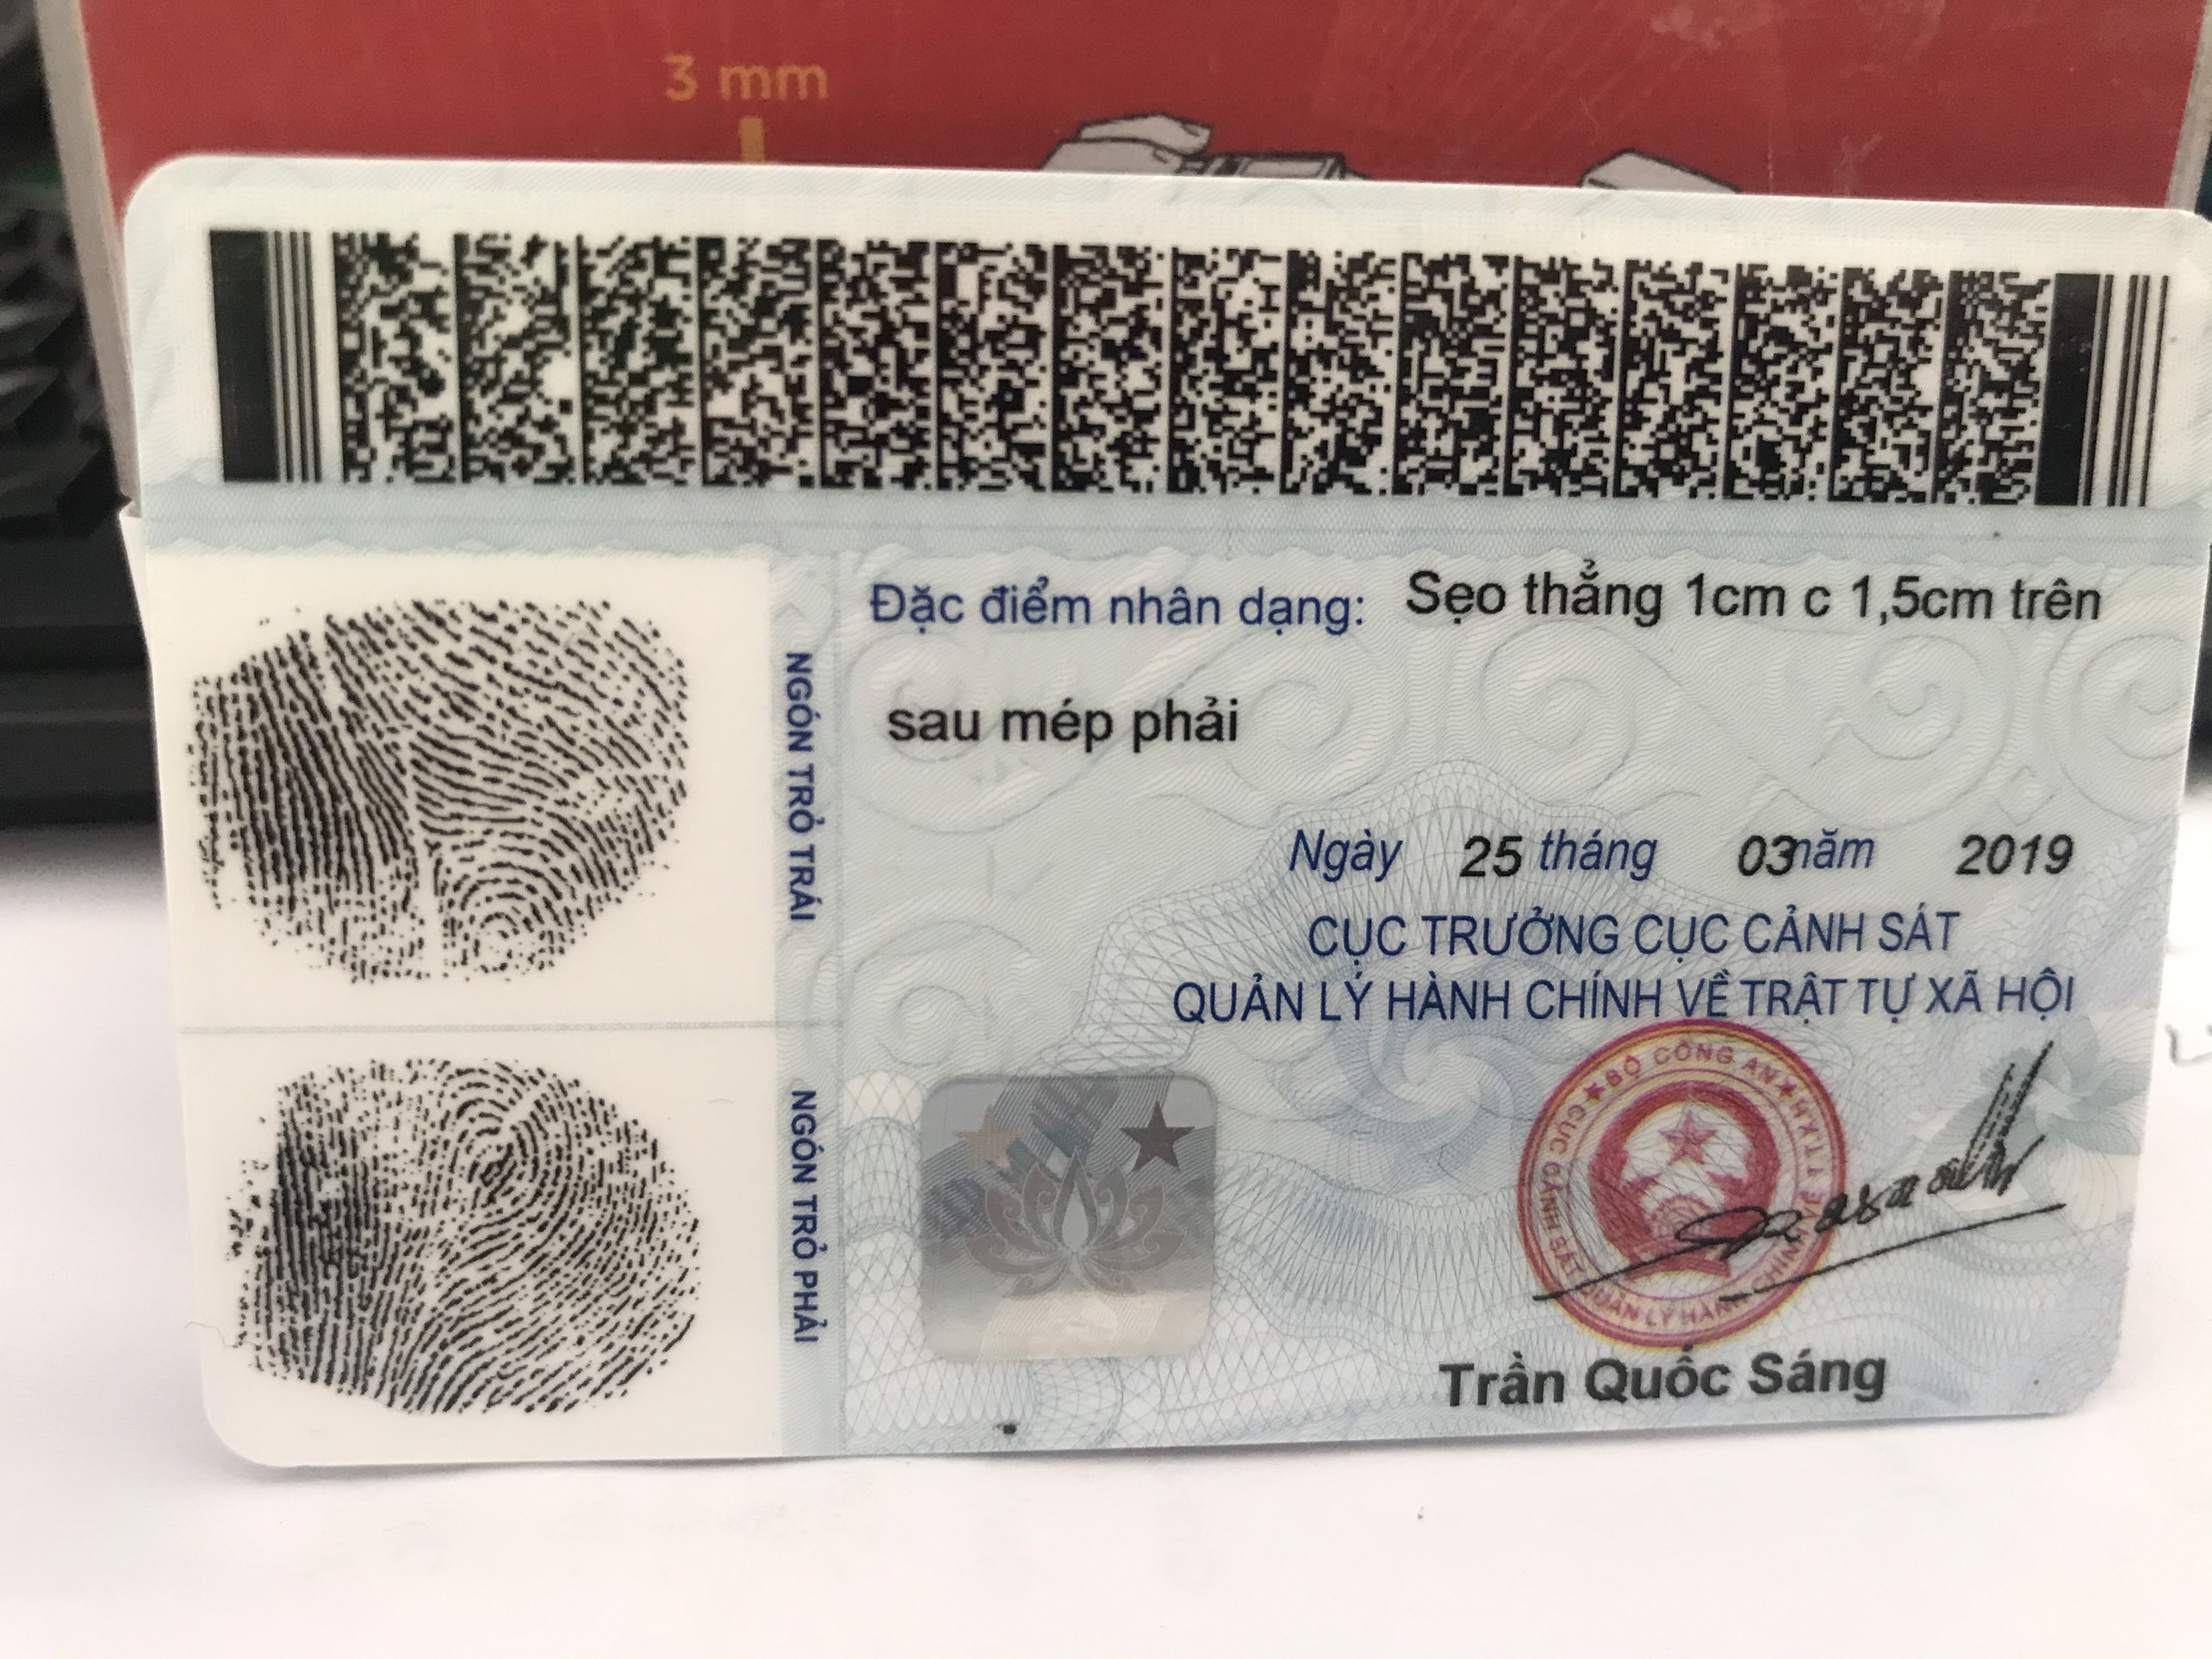 3 mm
Đặc điểm nhân dạng: Sẹo thẳng 1cm c 1,5cm trên
sau mép phải
NGÓN TRỎ TRÁI
NGÓN TRỎ PHẢI
Ngày 25 tháng 03 năm 2019
CỤC TRƯỞNG CỤC CẢNH SÁT
QUẢN LÝ HÀNH CHÍNH VỀ TRẬT TỰ XÃ HỘI
BỘ CÔNG AN
CỤC CẢNH SÁT QUẢN LÝ HÀNH CHÍNH VỀ TTXH
Trần Quốc Sáng